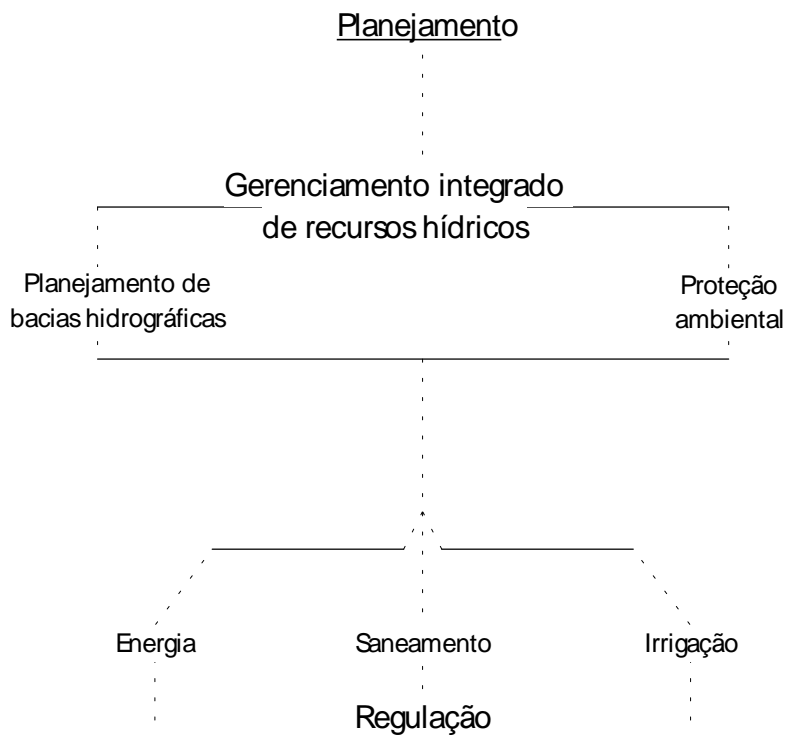 Planejamento
Gerenciamento integrado
de recursos hídricos
Planejamento de
bacias hidrográficas
Proteção
ambiental
Energia
Saneamento
Irrigação
Regulação